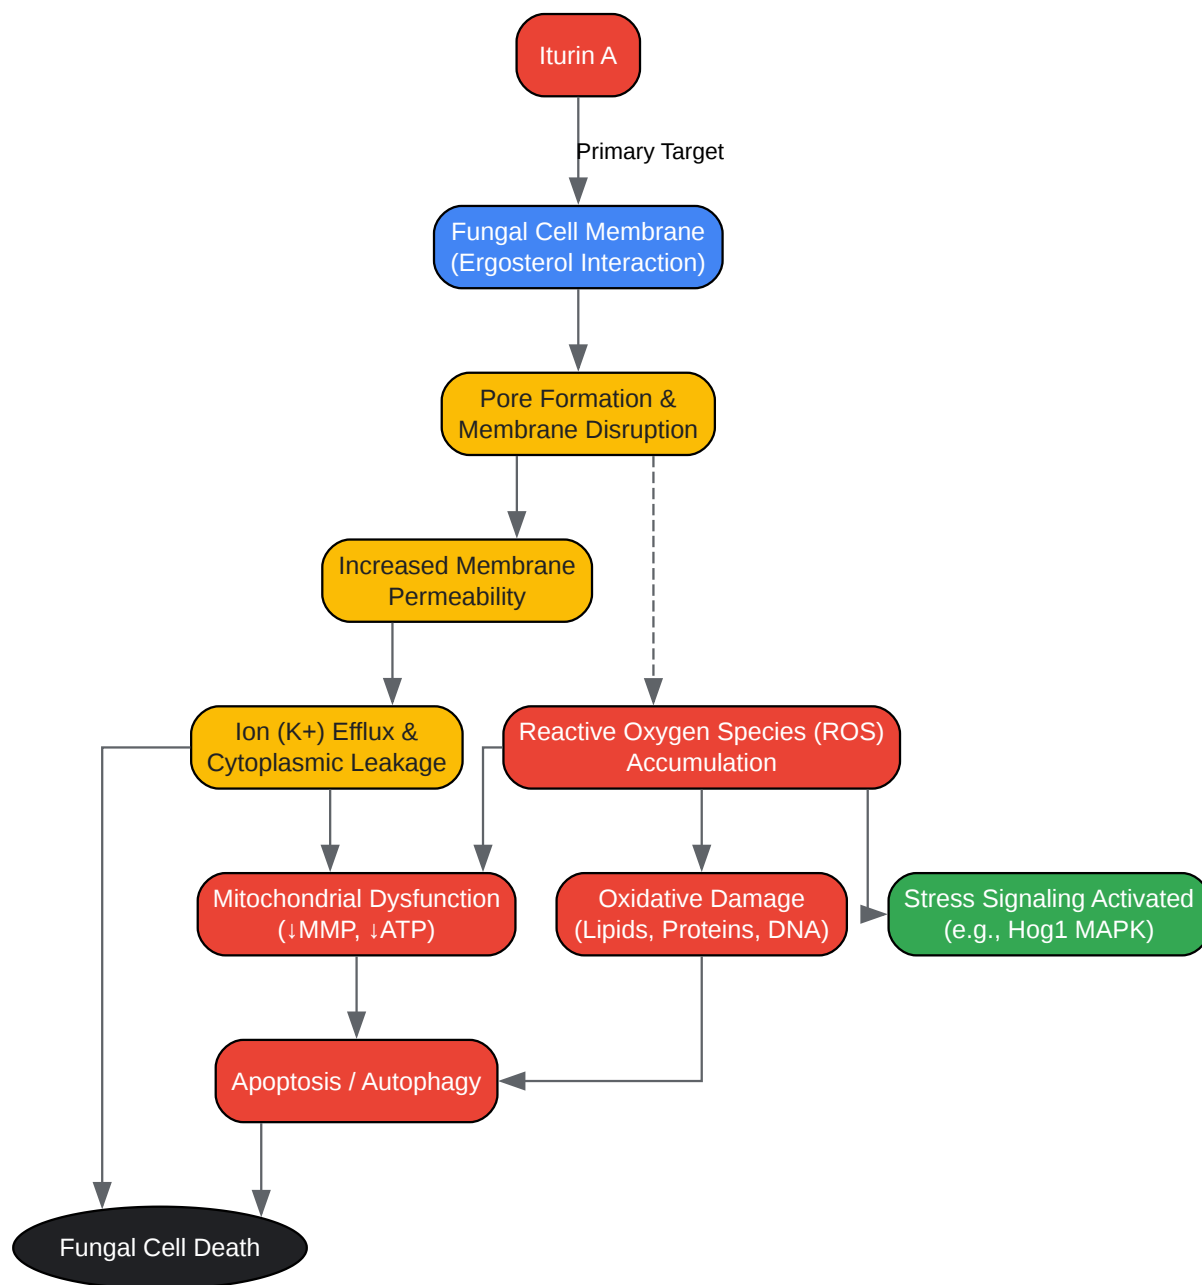 Iturin A
Primary Target
Fungal Cell Membrane
(Ergosterol Interaction)
Pore Formation &
Membrane Disruption
Increased Membrane
Permeability
Ion (K+) Efflux &
Cytoplasmic Leakage
Reactive Oxygen Species (ROS)
Accumulation
Mitochondrial Dysfunction
(↓MMP, ↓ATP)
Oxidative Damage
(Lipids, Proteins, DNA)
Stress Signaling Activated
(e.g., Hog1 MAPK)
Apoptosis / Autophagy
Fungal Cell Death